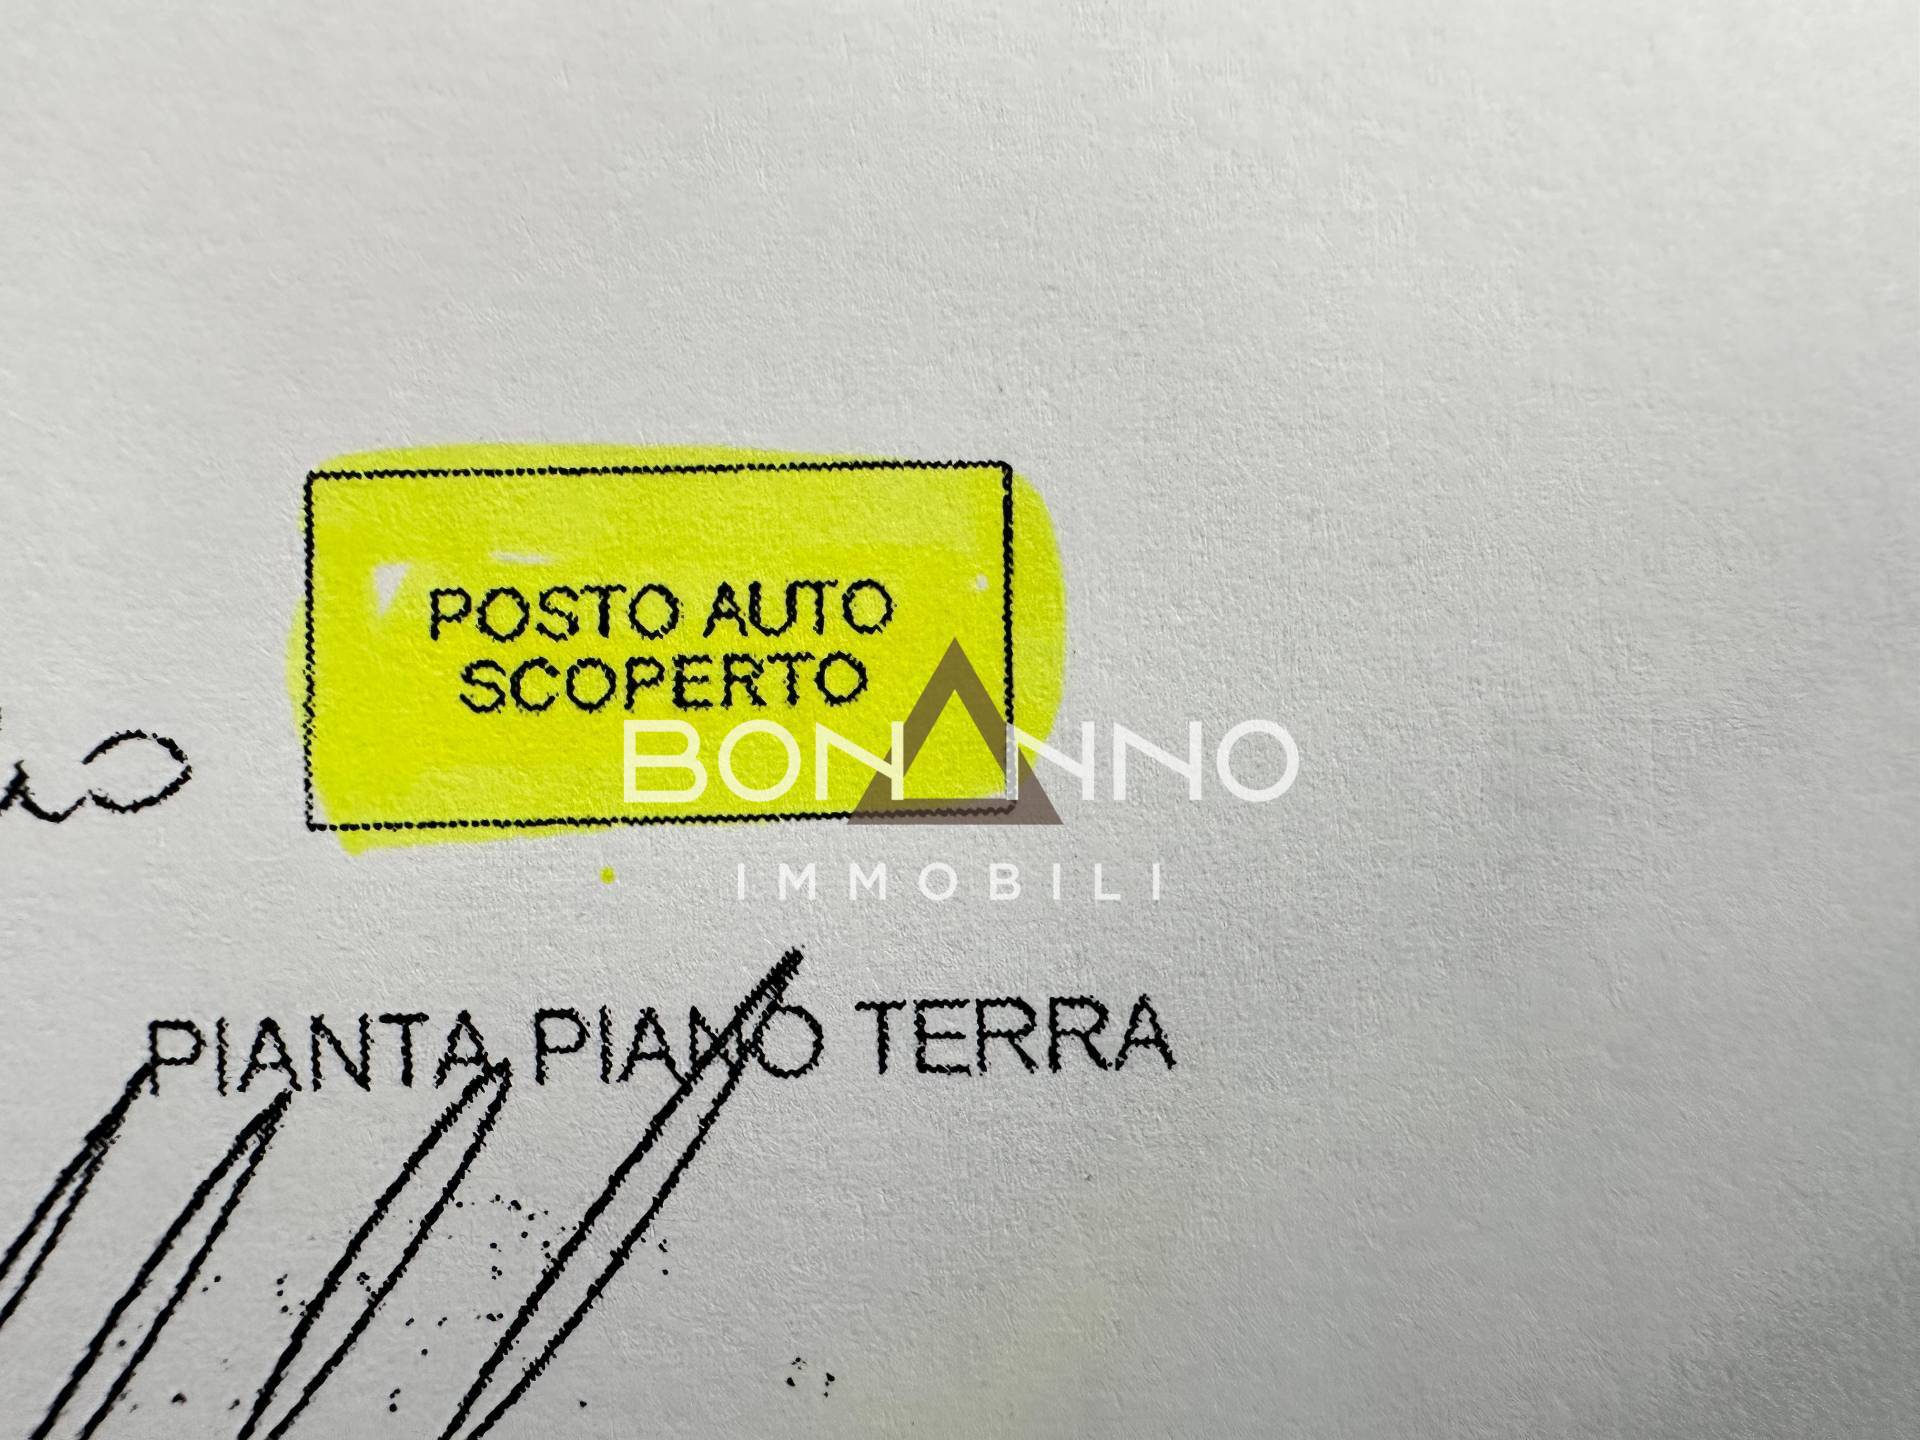 POSTO AUTO
SCOPERTO
BONANNO
IMMOBILI
PIANTA PIANO TERRA